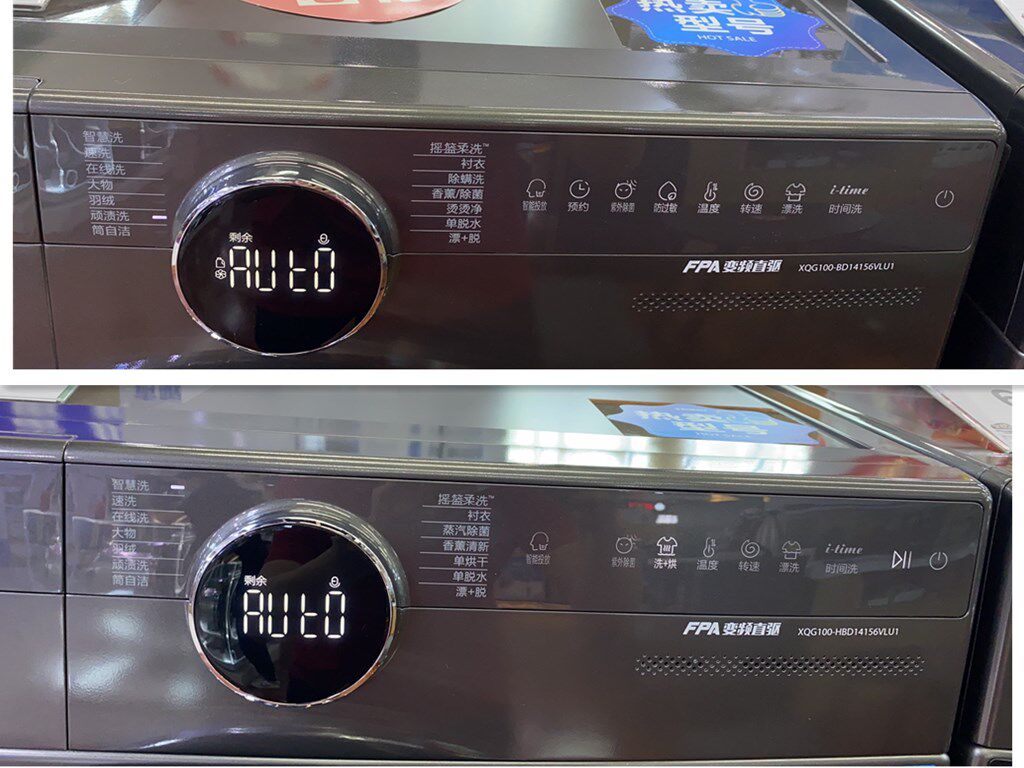 热卖
型号
HOT SALE
智慧洗
速洗
在线洗
大物
羽绒
顽渍洗
筒自洁
剩余
AUtO
摇篮柔洗™
衬衣
除螨洗
香薰/除菌
烫烫净
单脱水
漂+脱
智能投放 预约 紫外除菌 防过敏 温度 转速 漂洗 i-time 时间洗
FPA 变频直驱 XQG100-BD14156VLU1
热卖
型号
HOT SALE
智慧洗
速洗
在线洗
大物
羽绒
顽渍洗
筒自洁
剩余
AUtO
摇篮柔洗™
衬衣
蒸汽除菌
香薰清新
单烘干
单脱水
漂+脱
智能投放 紫外除菌 洗+烘 温度 转速 漂洗 i-time 时间洗
FPA 变频直驱 XQG100-HBD14156VLU1